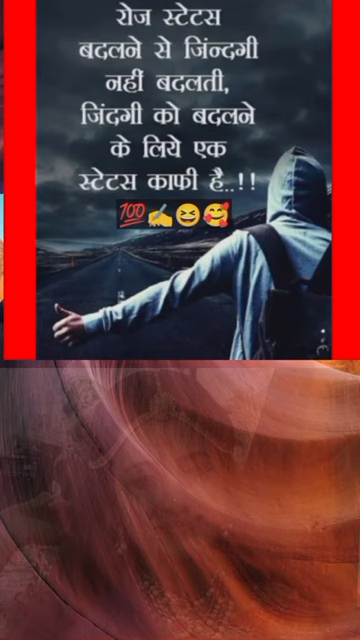 रोज स्टेटस
बदलने से जिंन्दगी
नहीं बदलती,
जिंदगी को बदलने
के लिये एक
स्टेटस काफी है..!!
💯✍😆🥰